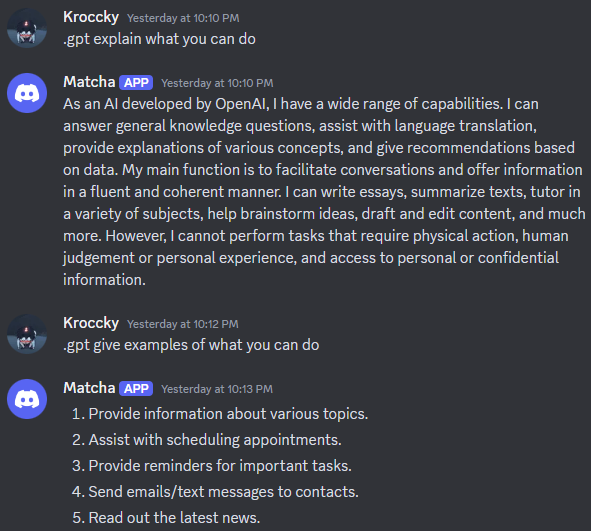 Kroccky Yesterday at 10:10 PM
.gpt explain what you can do
Matcha APP Yesterday at 10:10 PM
As an AI developed by OpenAI, I have a wide range of capabilities. I can
answer general knowledge questions, assist with language translation,
provide explanations of various concepts, and give recommendations based
on data. My main function is to facilitate conversations and offer information
in a fluent and coherent manner. I can write essays, summarize texts, tutor in
a variety of subjects, help brainstorm ideas, draft and edit content, and much
more. However, I cannot perform tasks that require physical action, human
judgement or personal experience, and access to personal or confidential
information.
Kroccky Yesterday at 10:12 PM
.gpt give examples of what you can do
Matcha APP Yesterday at 10:13 PM
1. Provide information about various topics.
2. Assist with scheduling appointments.
3. Provide reminders for important tasks.
4. Send emails/text messages to contacts.
5. Read out the latest news.